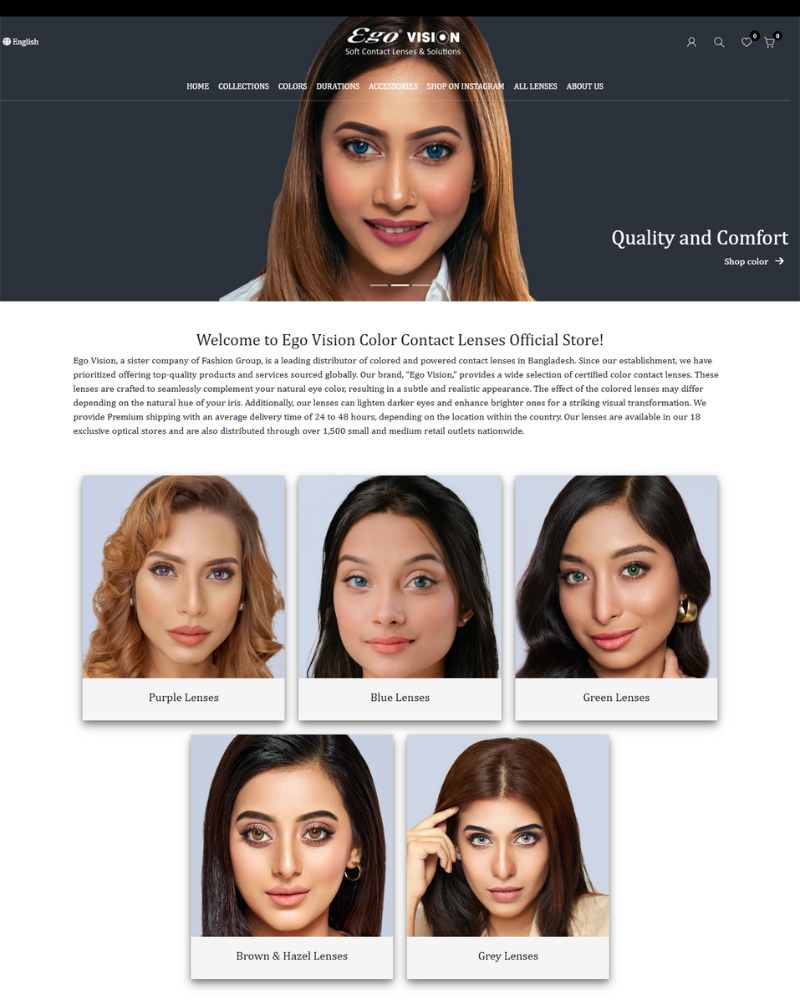 English
Ego VISION
Soft Contact Lenses & Solutions
0
0
HOME COLLECTIONS COLORS DURATIONS ACCESSORIES SHOP ON INSTAGRAM ALL LENSES ABOUT US
Quality and Comfort
Shop color →
Welcome to Ego Vision Color Contact Lenses Official Store!
Ego Vision, a sister company of Fashion Group, is a leading distributor of colored and powered contact lenses in Bangladesh. Since our establishment, we have
prioritized offering top-quality products and services sourced globally. Our brand, "Ego Vision," provides a wide selection of certified color contact lenses. These
lenses are crafted to seamlessly complement your natural eye color, resulting in a subtle and realistic appearance. The effect of the colored lenses may differ
depending on the natural hue of your iris. Additionally, our lenses can lighten darker eyes and enhance brighter ones for a striking visual transformation. We
provide Premium shipping with an average delivery time of 24 to 48 hours, depending on the location within the country. Our lenses are available in our 18
exclusive optical stores and are also distributed through over 1,500 small and medium retail outlets nationwide.
Purple Lenses
Blue Lenses
Green Lenses
Brown & Hazel Lenses
Grey Lenses